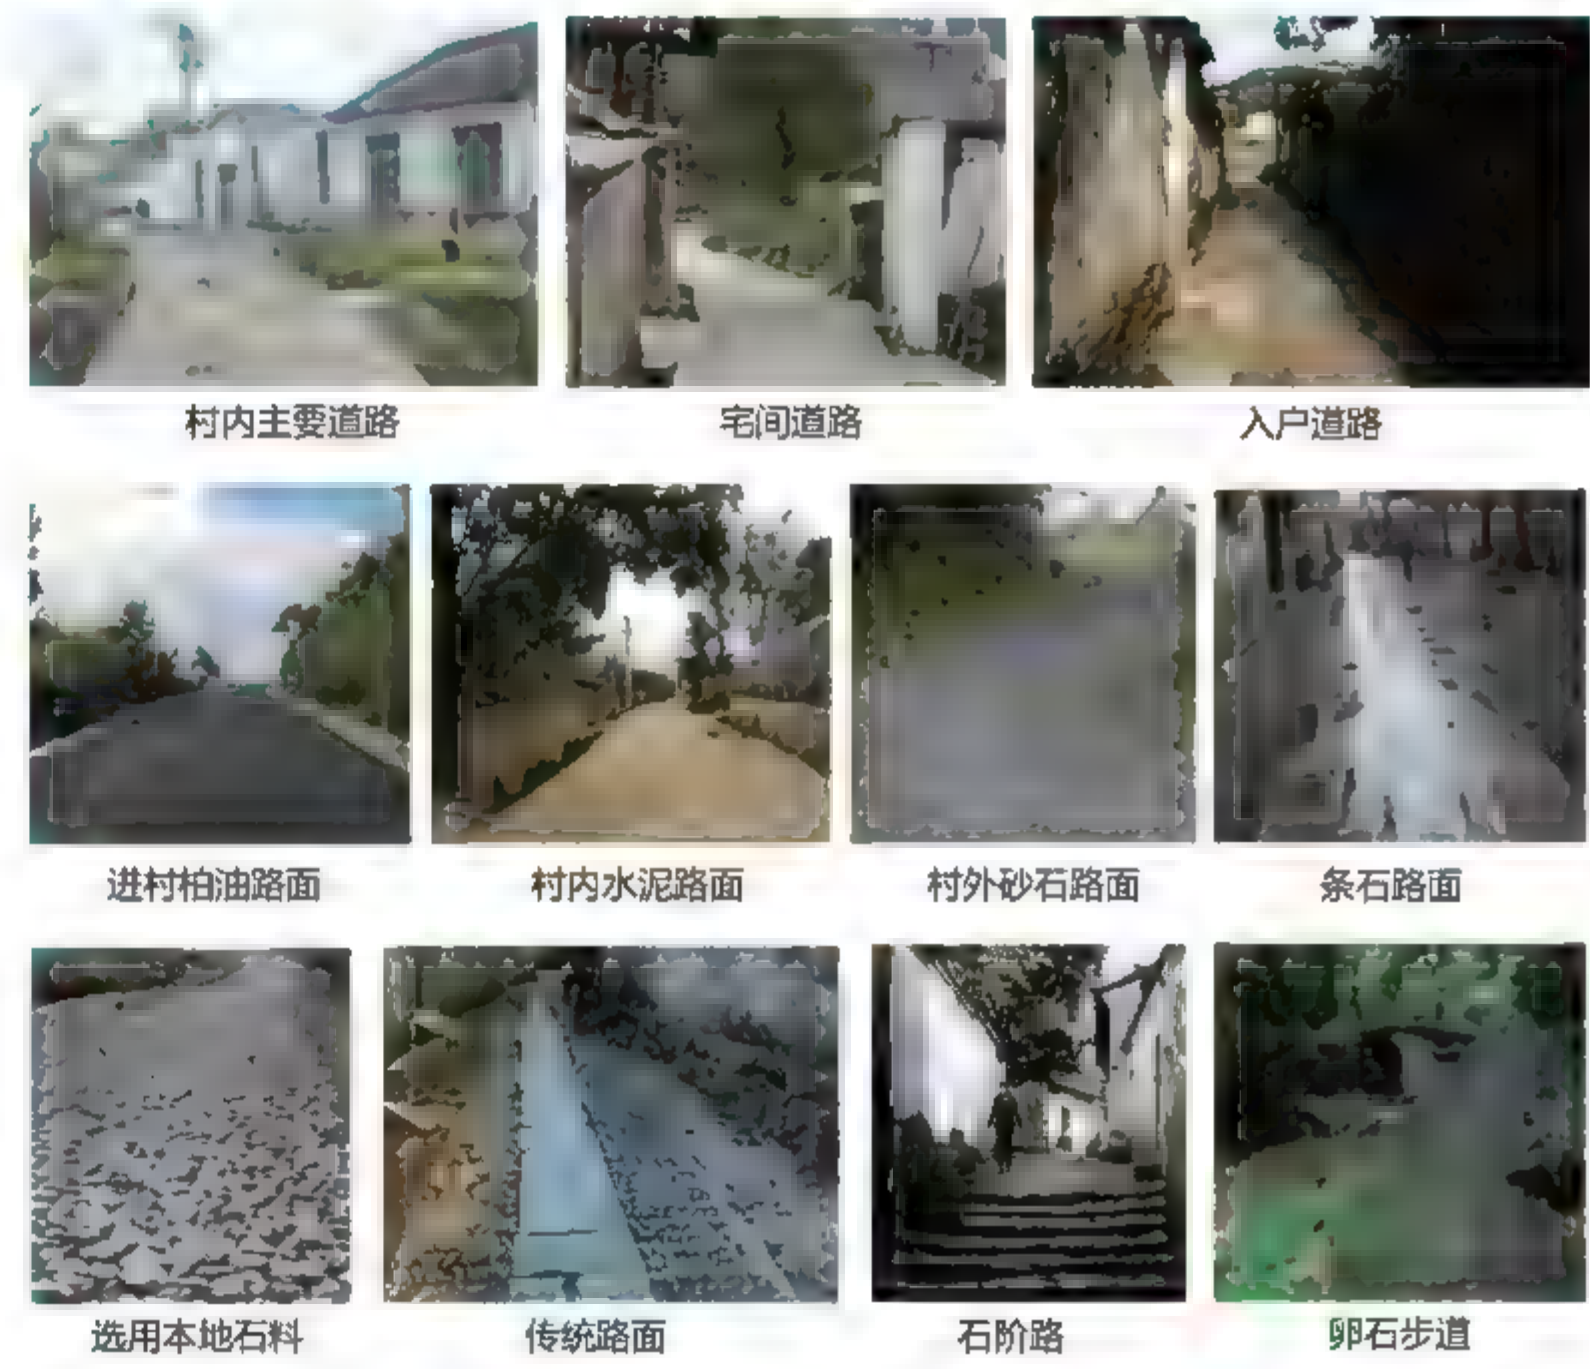 村内主要道路
宅间道路
入户道路
进村柏油路面
村内水泥路面
村外砂石路面
条石路面
选用本地石料
传统路面
石阶路
卵石步道